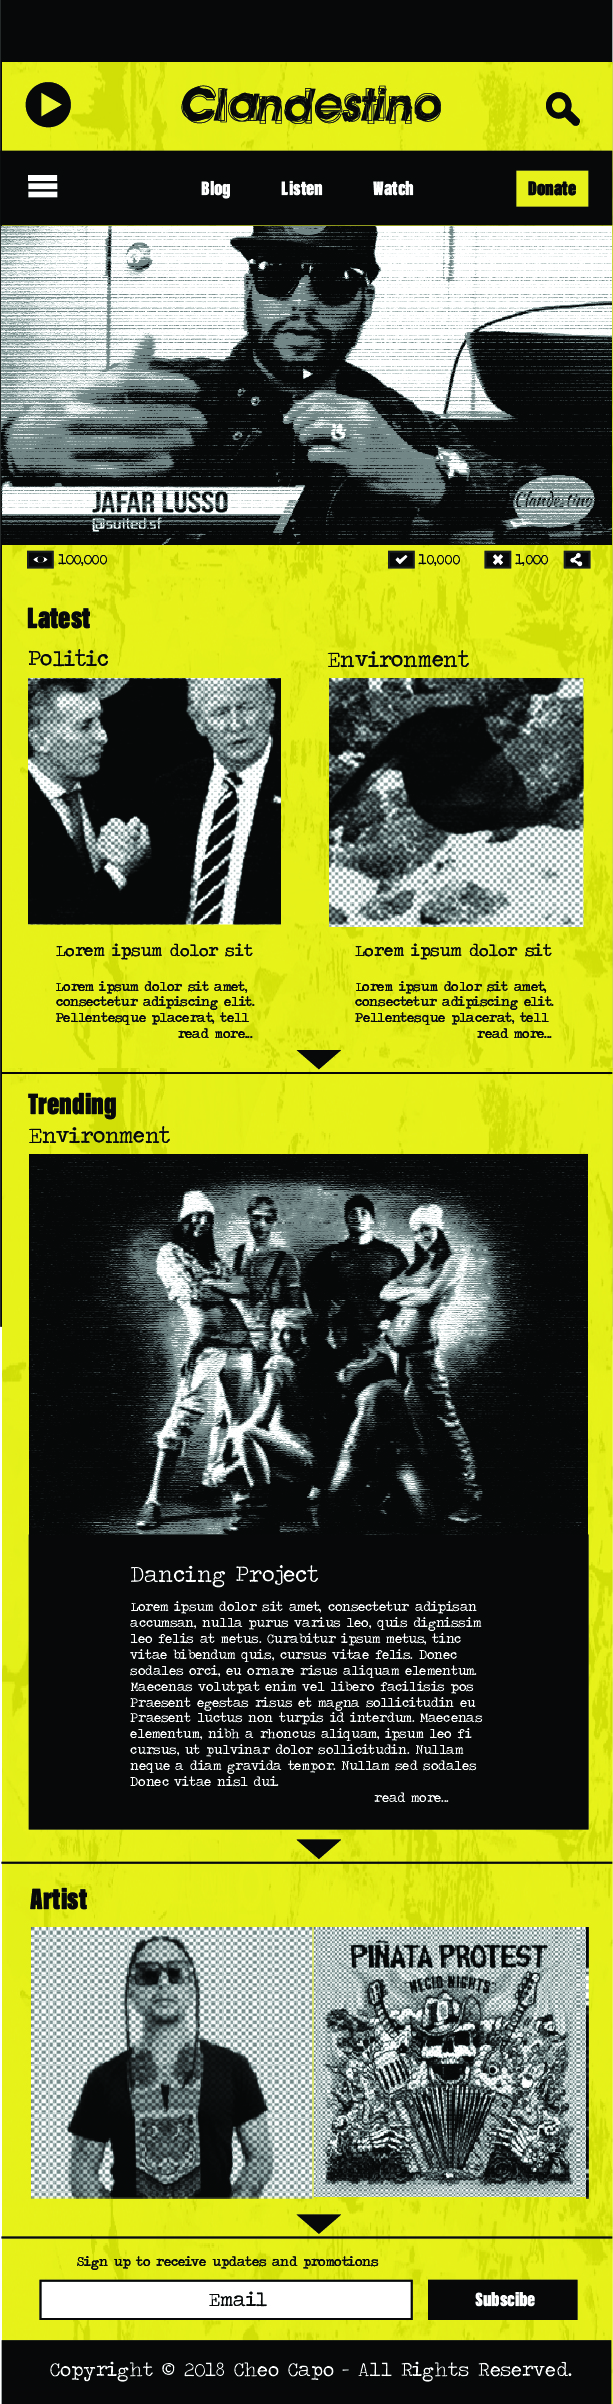 Clandestino
Blog Listen Watch Donate
JAFAR LUSSO
@suited.sf
Clandestino
100,000 10,000 1,000
Latest
Politic
Environment
Lorem ipsum dolor sit
Lorem ipsum dolor sit amet,
consectetur adipiscing elit.
Pellentesque placerat, tell
read more...
Lorem ipsum dolor sit
Lorem ipsum dolor sit amet,
consectetur adipiscing elit.
Pellentesque placerat, tell
read more...
Trending
Environment
Dancing Project
Lorem ipsum dolor sit amet, consectetur adipisan
accumsan, nulla purus varius leo, quis dignissim
leo felis at metus. Curabitur ipsum metus, tinc
vitae bibendum quis, cursus vitae felis. Donec
sodales orci, eu ornare risus aliquam elementum.
Maecenas volutpat enim vel libero facilisis pos
Praesent egestas risus et magna sollicitudin eu
Praesent luctus non turpis id interdum. Maecenas
elementum, nibh a rhoncus aliquam, ipsum leo fi
cursus, ut pulvinar dolor sollicitudin. Nullam
neque a diam gravida tempor. Nullam sed sodales
Donec vitae nisl dui.
read more...
Artist
PIÑATA PROTEST
NECIO NIGHTS
Sign up to receive updates and promotions
Email Subscibe
Copyright © 2018 Cheo Capo - All Rights Reserved.